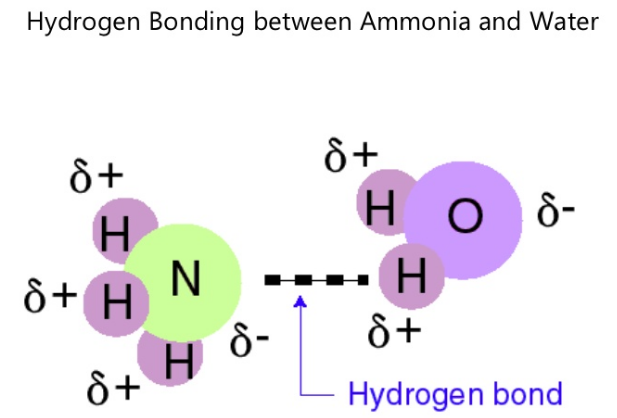 Hydrogen Bonding between Ammonia and Water
δ+
δ+
H
O
δ-
H
N
H
δ+
H
δ-
δ+
H
δ+
Hydrogen bond